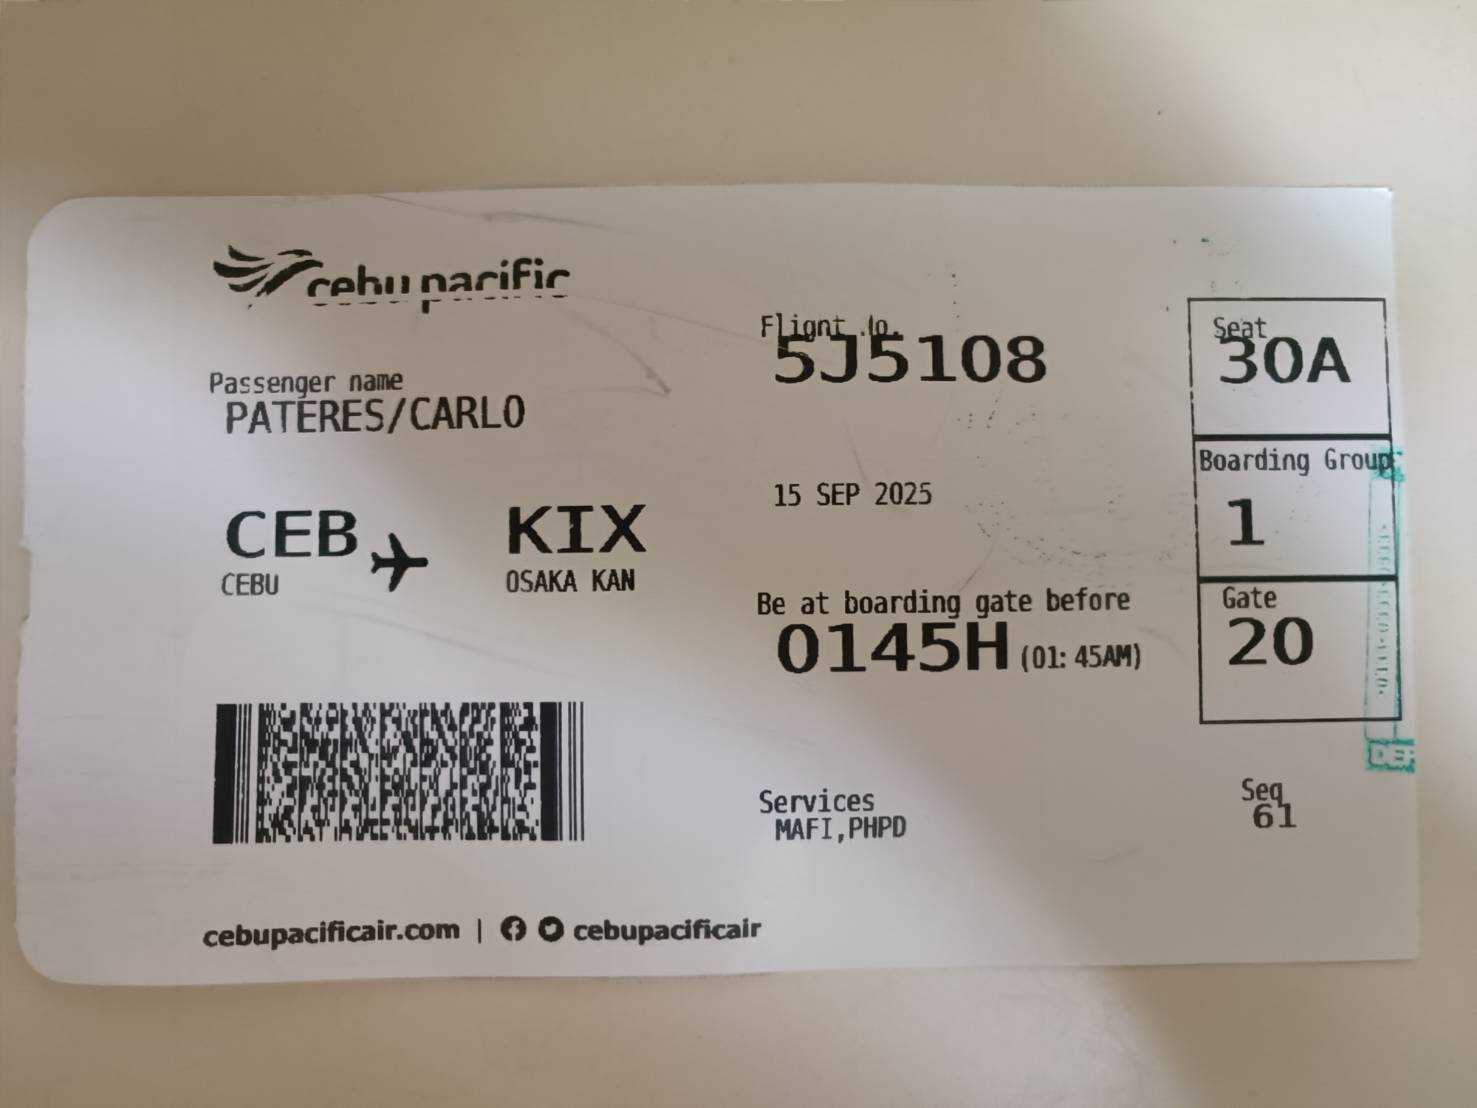 cebu pacific
Passenger name
PATERES/CARLO
CEB
CEBU
KIX
OSAKA KAN
Flight No.
5J5108
15 SEP 2025
Be at boarding gate before
0145H (01:45AM)
Services
MAFI,PHPD
Seat
30A
Boarding Group
1
Gate
20
Seq
61
cebupacificair.com | cebupacificair